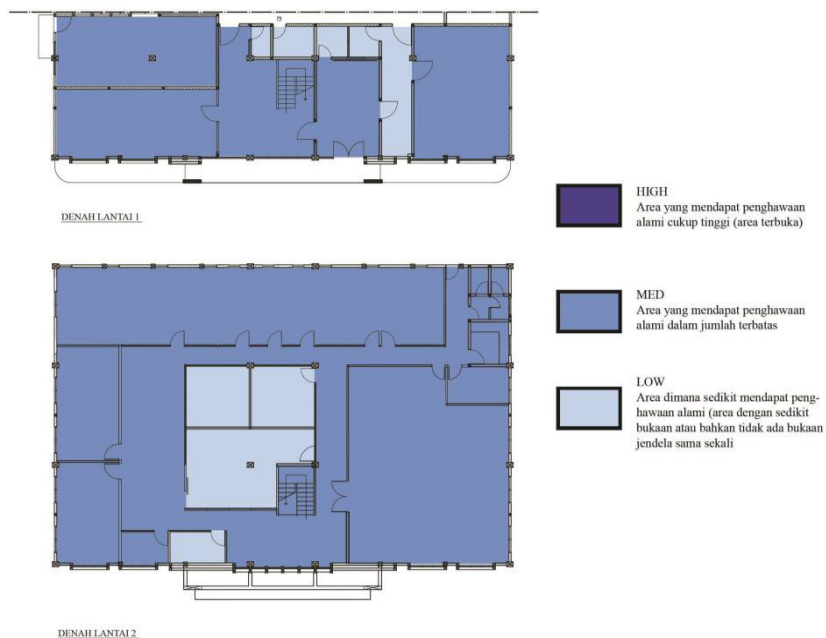 DENAH LANTAI 1
HIGH
Area yang mendapat penghawaan
alami cukup tinggi (area terbuka)
MED
Area yang mendapat penghawaan
alami dalam jumlah terbatas
LOW
Area dimana sedikit mendapat peng-
hawaan alami (area dengan sedikit
bukaan atau bahkan tidak ada bukaan
jendela sama sekali
DENAH LANTAI 2